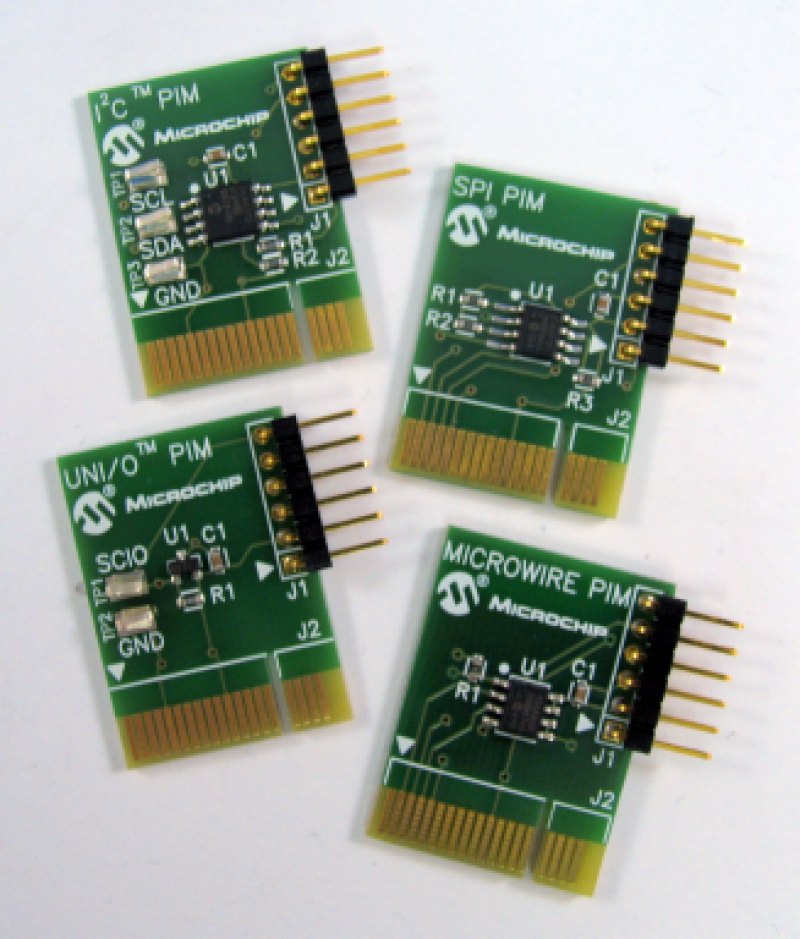 I²C™ PIM
® MICROCHIP
C1
TP1
U1
SCL
J1
TP2
SDA
R1
R2
J2
TP3
GND
SPI PIM
® MICROCHIP
R1
U1
C1
R2
J1
R3
J2
UNI/O™ PIM
® MICROCHIP
U1
C1
SCIO
TP1
R1
J1
TP2
GND
J2
MICROWIRE PIM
® MICROCHIP
R1
U1
C1
J1
J2